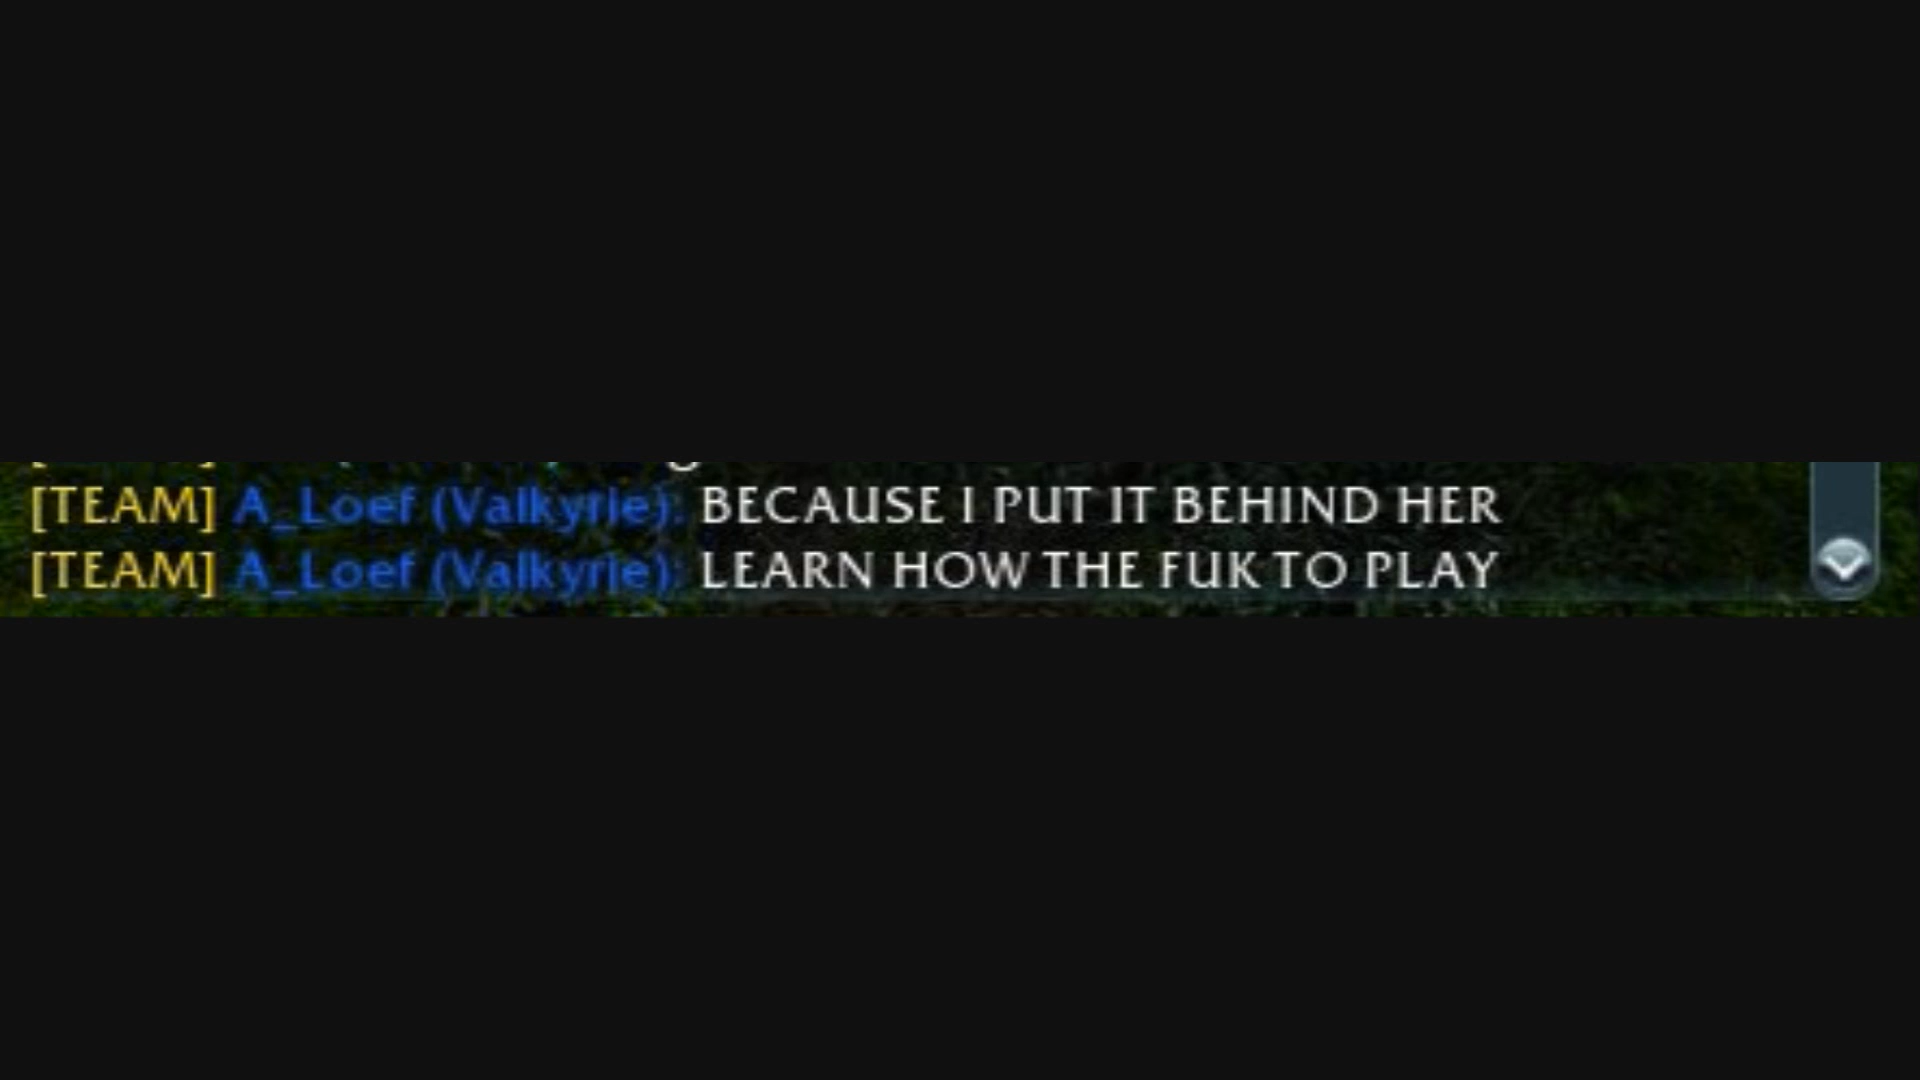 [TEAM] A_Loef (Valkyrie): BECAUSE I PUT IT BEHIND HER
[TEAM] A_Loef (Valkyrie): LEARN HOW THE FUK TO PLAY